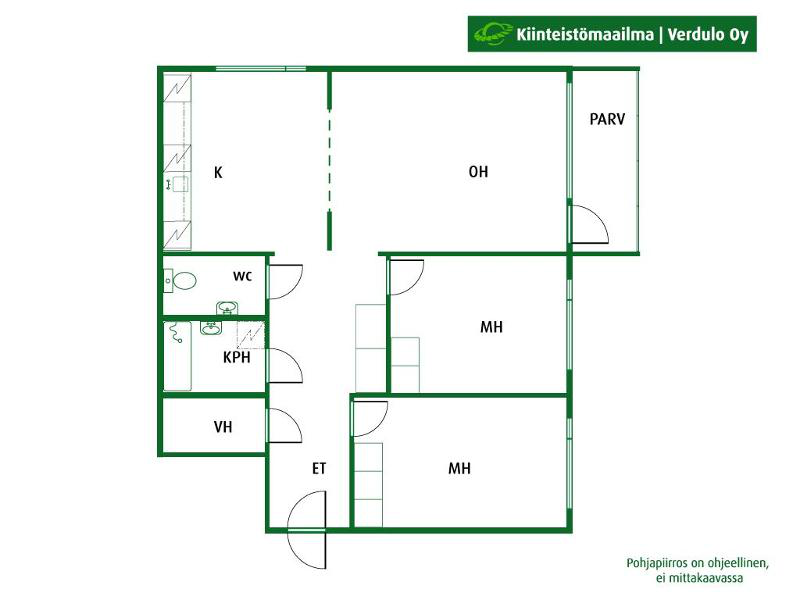 Kiinteistömaailma | Verdulo Oy
PARV
K
OH
WC
MH
KPH
VH
ET
MH
Pohjapiirros on ohjeellinen,
ei mittakaavassa